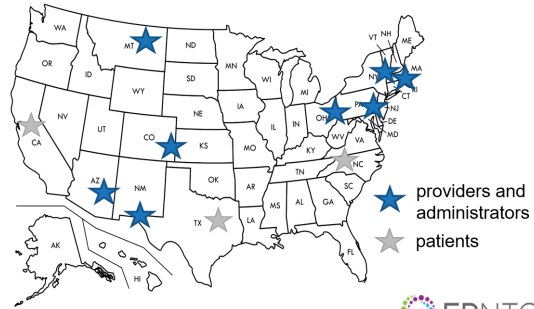 WA
MT
ND
MN
VT NH
ME
OR
ID
SD
WI
MI
NY
MA
RI
CT
WY
IA
PA
NJ
NE
OH
DE
NV
UT
IL
IN
MD
CO
WV
VA
CA
KS
MO
KY
NC
TN
AZ
NM
OK
AR
SC
MS
AL
GA
TX
LA
FL
AK
HI
providers and
administrators
patients